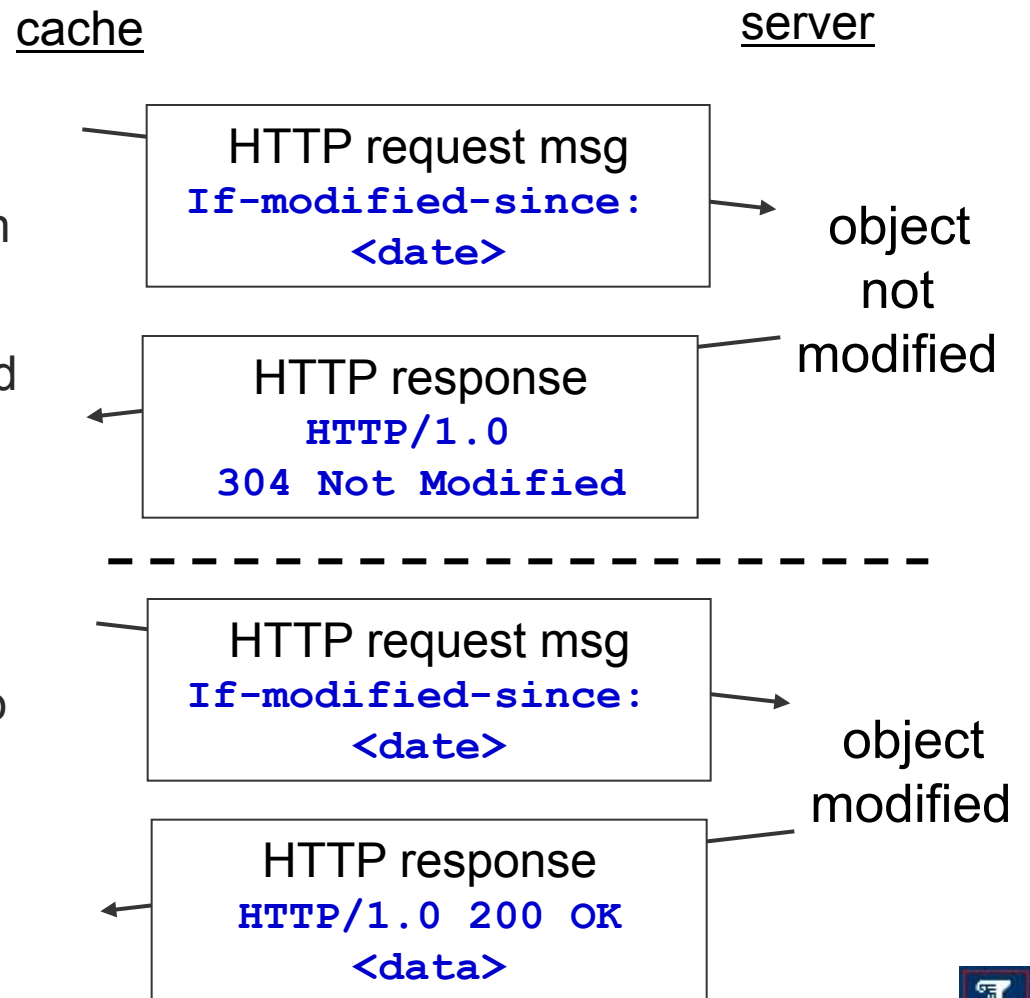 cache
server
HTTP request msg
If-modified-since:
<date>
object
not
modified
HTTP response
HTTP/1.0
304 Not Modified
HTTP request msg
If-modified-since:
<date>
object
modified
HTTP response
HTTP/1.0 200 OK
<data>